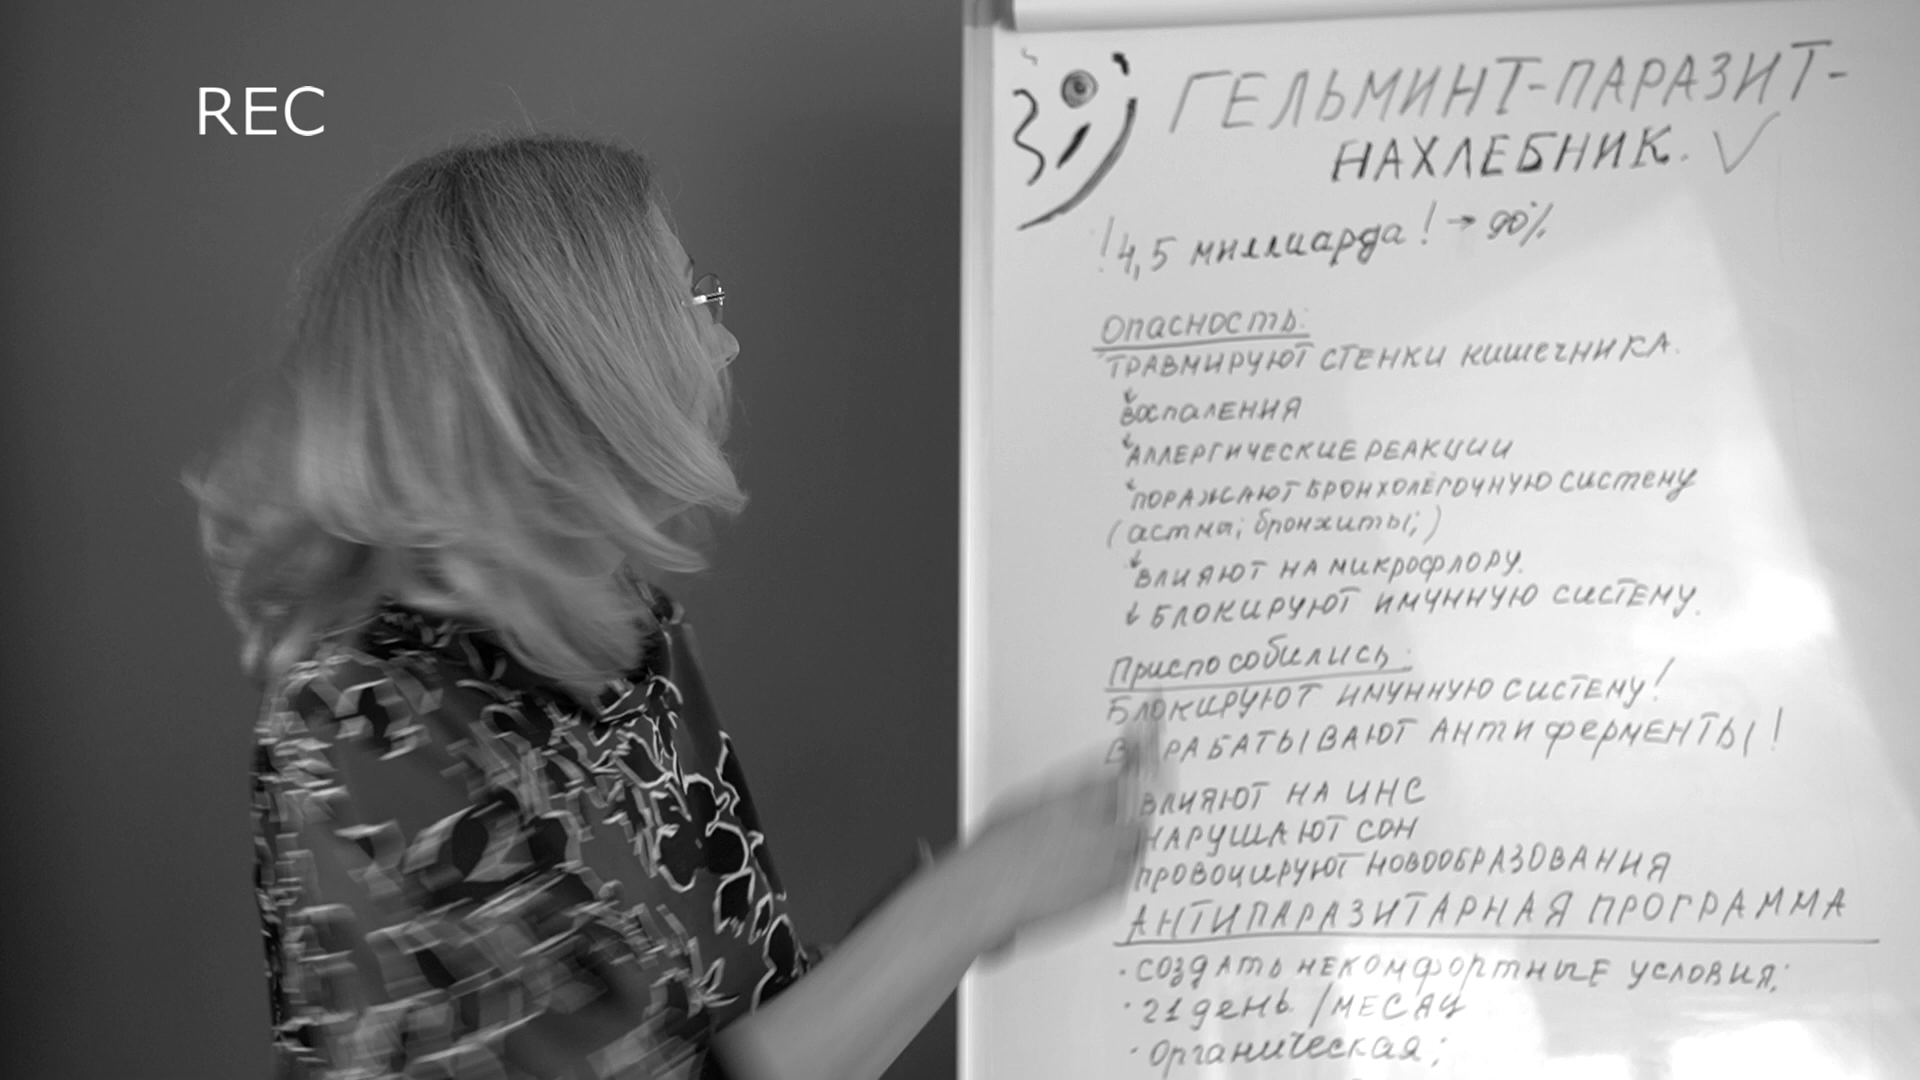 REC
ГЕЛЬМИНТ-ПАРАЗИТ-
НАХЛЕБНИК.
! 4,5 миллиарда! → 90%
Опасность:
ТРАВМИРУЮТ СТЕНКИ КИШЕЧНИКА.
ВОСПАЛЕНИЯ
АЛЛЕРГИЧЕСКИЕ РЕАКЦИИ
ПОРАЖАЮТ БРОНХОЛЕГОЧНУЮ СИСТЕМУ
(астма; бронхиты;)
ВЛИЯЮТ НА МИКРОФЛОРУ.
БЛОКИРУЮТ ИМУННУЮ СИСТЕМУ.
Приспособились:
БЛОКИРУЮТ ИМУННУЮ СИСТЕМУ!
ВЫРАБАТЫВАЮТ АНТИФЕРМЕНТЫ!
ВЛИЯЮТ НА ИНС
НАРУШАЮТ СОН
ПРОВОЦИРУЮТ НОВООБРАЗОВАНИЯ
АНТИПАРАЗИТАРНАЯ ПРОГРАММА
· СОЗДАТЬ НЕКОМФОРТНЫЕ УСЛОВИЯ;
· 21 день / МЕСЯЦ
· Органическая;